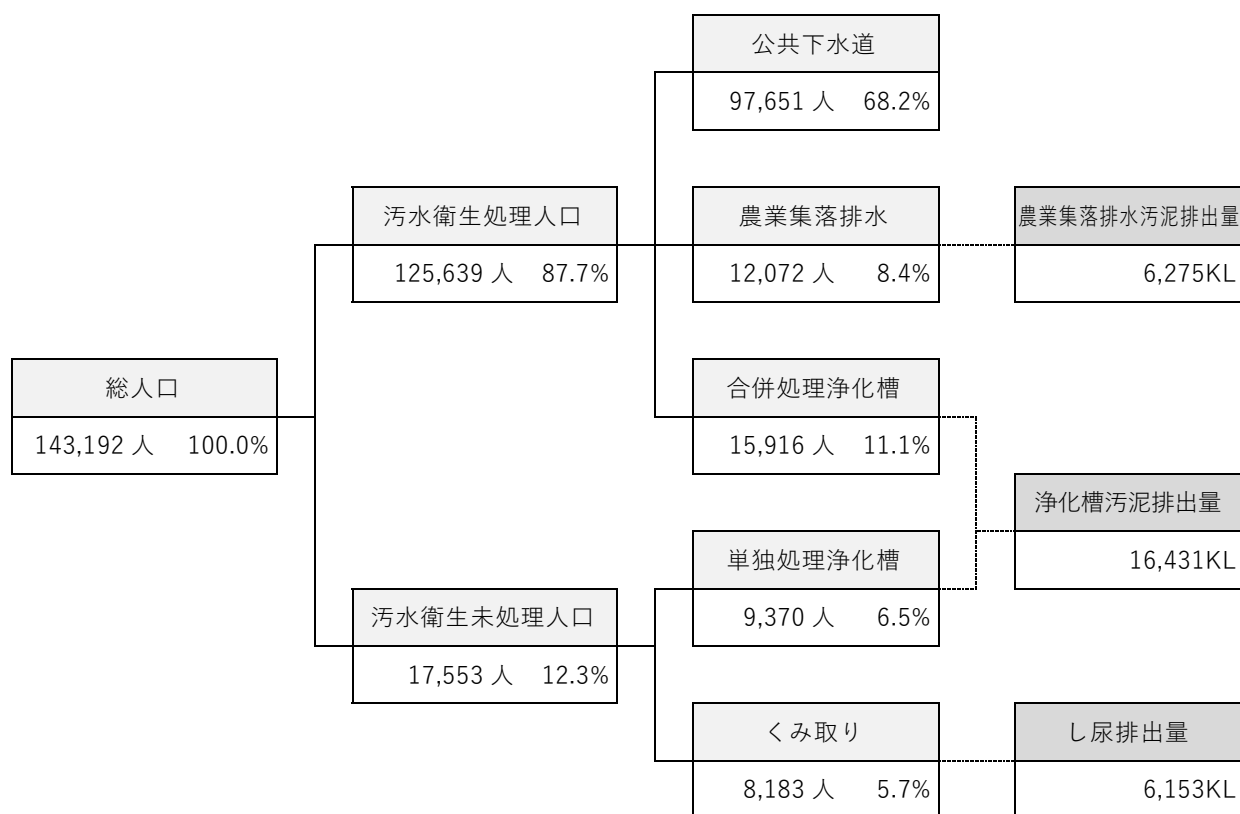 公共下水道
97,651 人 68.2%
汚水衛生処理人口
125,639 人 87.7%
農業集落排水
12,072 人 8.4%
農業集落排水汚泥排出量
6,275KL
総人口
143,192 人 100.0%
合併処理浄化槽
15,916 人 11.1%
浄化槽汚泥排出量
16,431KL
単独処理浄化槽
9,370 人 6.5%
汚水衛生未処理人口
17,553 人 12.3%
くみ取り
8,183 人 5.7%
し尿排出量
6,153KL